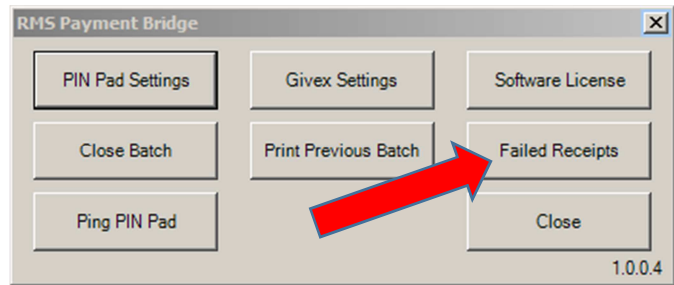 RMS Payment Bridge
PIN Pad Settings
Givex Settings
Software License
Close Batch
Print Previous Batch
Failed Receipts
Ping PIN Pad
Close
1.0.0.4